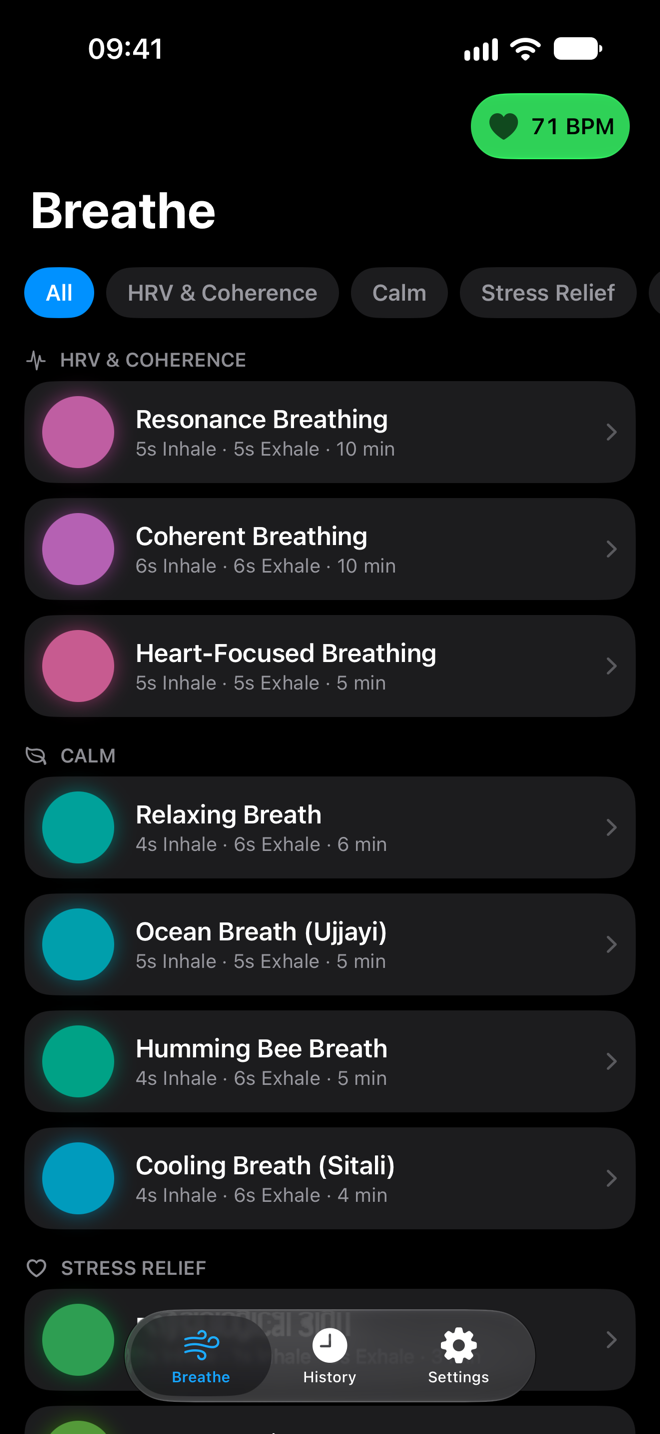 09:41
71 BPM
Breathe
All
HRV & Coherence
Calm
Stress Relief
HRV & COHERENCE
Resonance Breathing
5s Inhale · 5s Exhale · 10 min
Coherent Breathing
6s Inhale · 6s Exhale · 10 min
Heart-Focused Breathing
5s Inhale · 5s Exhale · 5 min
CALM
Relaxing Breath
4s Inhale · 6s Exhale · 6 min
Ocean Breath (Ujjayi)
5s Inhale · 5s Exhale · 5 min
Humming Bee Breath
4s Inhale · 6s Exhale · 5 min
Cooling Breath (Sitali)
4s Inhale · 6s Exhale · 4 min
STRESS RELIEF
Breathe
History
Settings